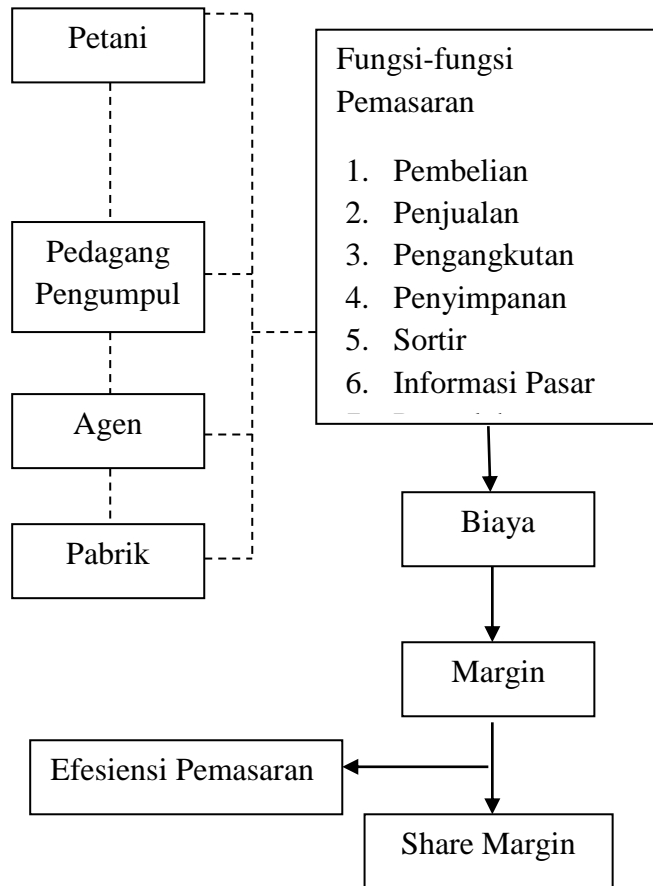 Petani
Pedagang
Pengumpul
Agen
Pabrik
Fungsi-fungsi
Pemasaran
1. Pembelian
2. Penjualan
3. Pengangkutan
4. Penyimpanan
5. Sortir
6. Informasi Pasar
Biaya
Margin
Efesiensi Pemasaran
Share Margin